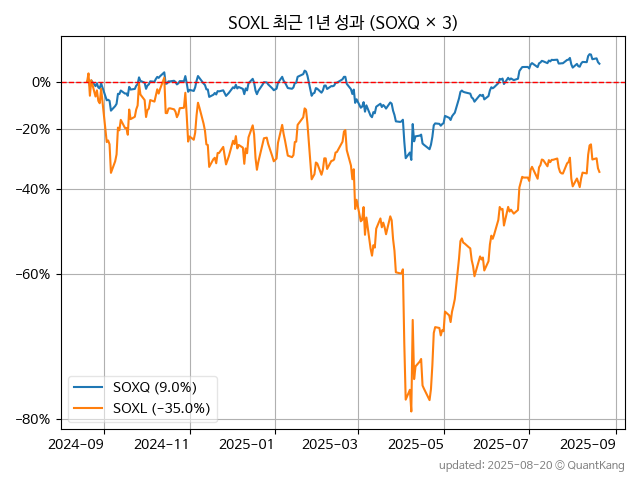 SOXL 최근 1년 성과 (SOXQ × 3)
0%
−20%
−40%
−60%
−80%
SOXQ (9.0%)
SOXL (−35.0%)
2024−09 2024−11 2025−01 2025−03 2025−05 2025−07 2025−09
updated: 2025-08-20 © QuantKang